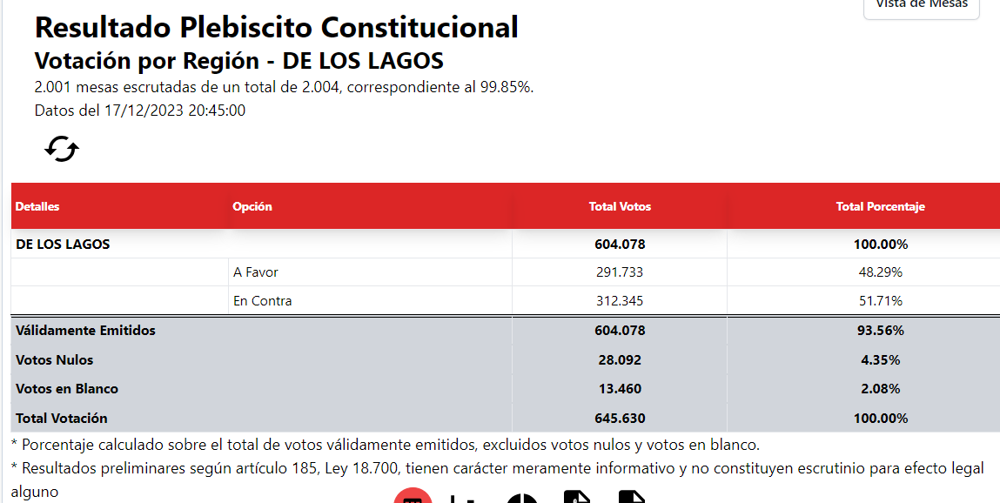 Vista de Mesas
Resultado Plebiscito Constitucional
Votación por Región - DE LOS LAGOS
2.001 mesas escrutadas de un total de 2.004, correspondiente al 99.85%.
Datos del 17/12/2023 20:45:00
Detalles Opción Total Votos Total Porcentaje
DE LOS LAGOS 604.078 100.00%
A Favor 291.733 48.29%
En Contra 312.345 51.71%
Válidamente Emitidos 604.078 93.56%
Votos Nulos 28.092 4.35%
Votos en Blanco 13.460 2.08%
Total Votación 645.630 100.00%
* Porcentaje calculado sobre el total de votos válidamente emitidos, excluidos votos nulos y votos en blanco.
* Resultados preliminares según artículo 185, Ley 18.700, tienen carácter meramente informativo y no constituyen escrutinio para efecto legal
alguno